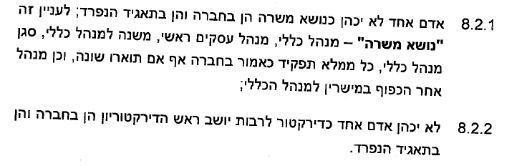 8.2.1 אדם אחד לא יכהן כנושא משרה הן בחברה והן בתאגיד הנפרד; לעניין זה
"נושא משרה" – מנהל כללי, מנהל עסקים ראשי, משנה למנהל כללי, סגן
מנהל כללי, כל ממלא תפקיד כאמור בחברה אף אם תוארו שונה, וכן מנהל
אחר הכפוף במישרין למנהל הכללי;
8.2.2 לא יכהן אדם אחד כדירקטור לרבות יושב ראש הדירקטוריון הן בחברה והן
בתאגיד הנפרד.